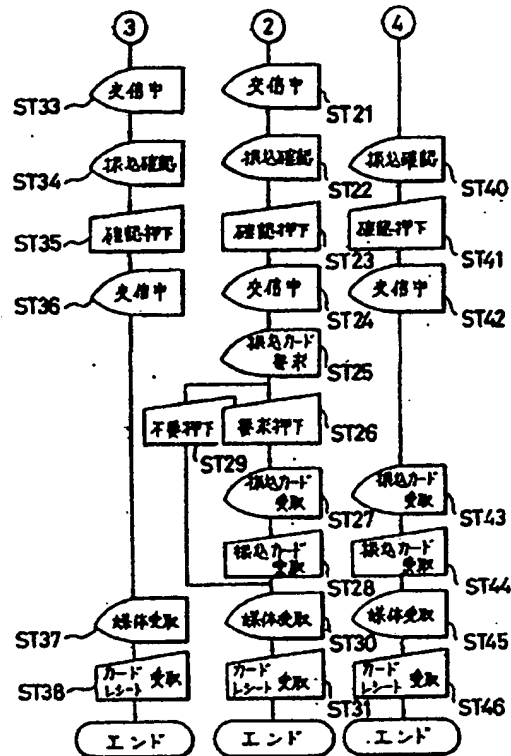 3
2
4
交信中
ST33
交信中
ST21
振込確認
ST34
振込確認
ST22
振込確認
ST40
確認押下
ST35
確認押下
ST23
確認押下
ST41
交信中
ST36
交信中
ST24
交信中
ST42
振込カード
要求
ST25
不要押下
ST29
要求押下
ST26
振込カード
受取
ST27
振込カード
受取
ST43
振込カード
受取
ST28
振込カード
受取
ST44
媒体受取
ST37
媒体受取
ST30
媒体受取
ST45
カード
レシート 受取
ST38
カード
レシート 受取
ST31
カード
レシート 受取
ST46
エンド
エンド
エンド